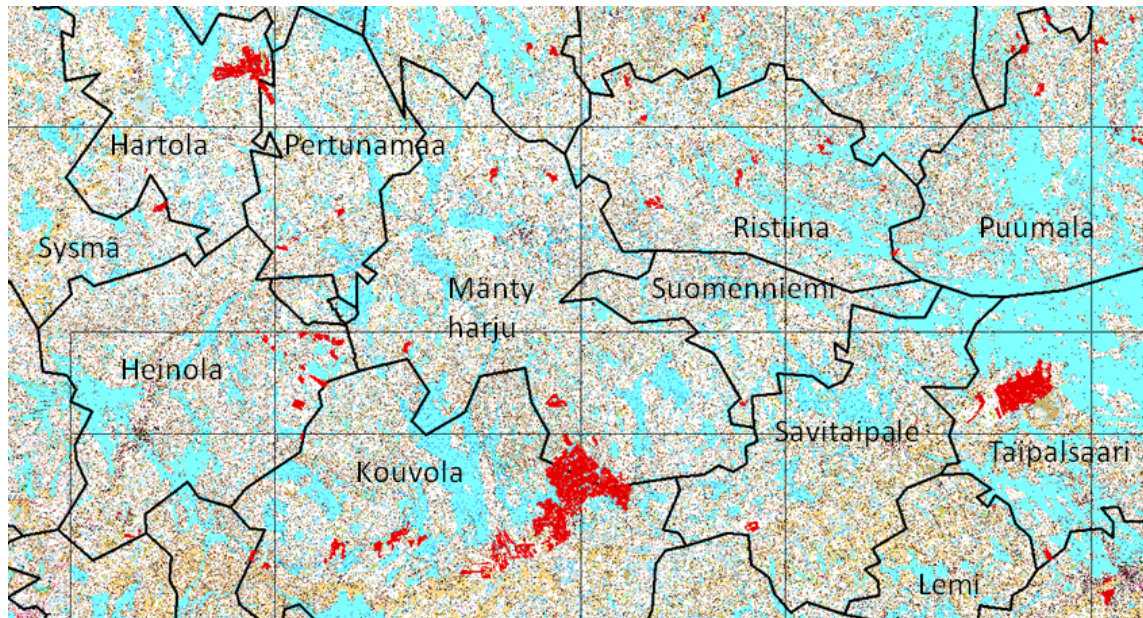 Hartola
Pertunamaa
Sysmä
Ristiina
Puumala
Mänty
harju
Suomenniemi
Heinola
Savitaipale
Taipalsaari
Kouvola
Lemi